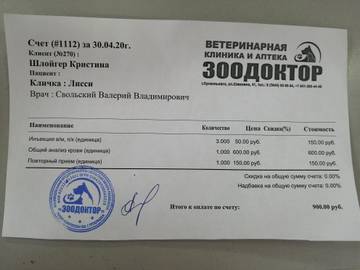 Счет (#1112) за 30.04.20г.
Клиент (№270) :
Шлойгер Кристина
Пациент :
Кличка : Лисси
Врач : Свольский Валерий Владимирович
ВЕТЕРИНАРНАЯ
КЛИНИКА И АПТЕКА
ЗООДОКТОР
Наименование Количество Цена Скидка(%) Стоимость
Инъекция в/м, п/к (единица) 3.000 50.00 руб. 150.00 руб.
Общий анализ крови (единица) 1.000 600.00 руб. 600.00 руб.
Повторный прием (единица) 1.000 150.00 руб. 150.00 руб.
Скидка на общую сумму счета: 0.00%
Надбавка на общую сумму счета: 0.00%
Итого к оплате по счету: 900.00 руб.
ЗООДОКТОР